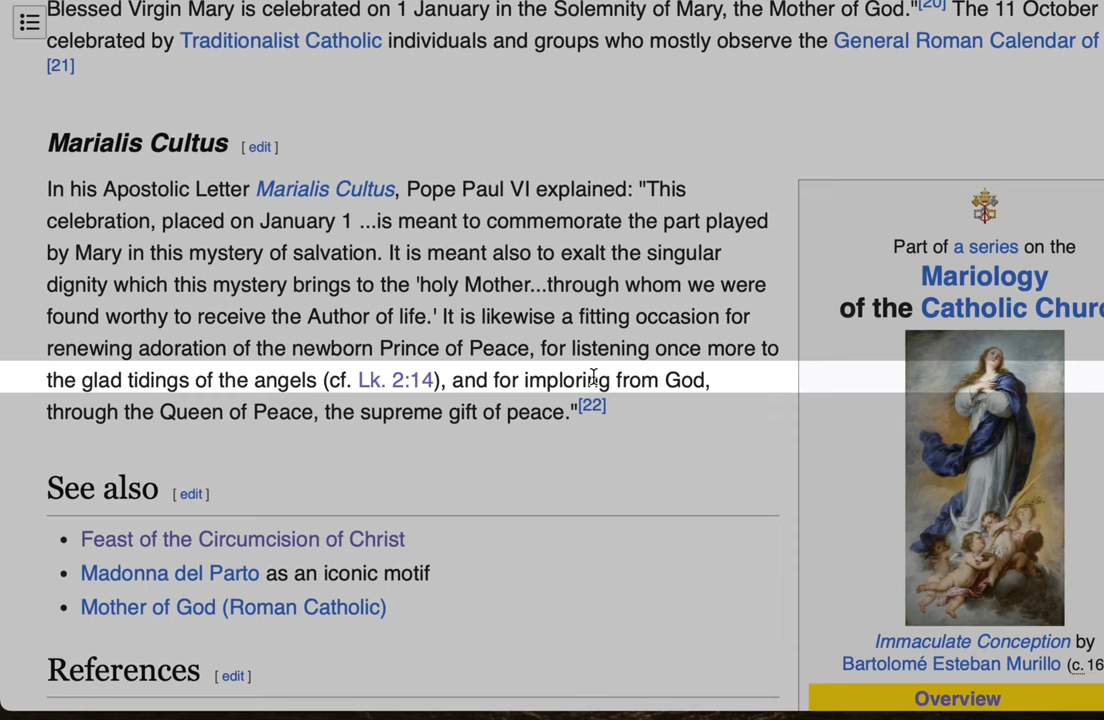 Blessed Virgin Mary is celebrated on 1 January in the Solemnity of Mary, the Mother of God."[20] The 11 October
celebrated by Traditionalist Catholic individuals and groups who mostly observe the General Roman Calendar of
[21]
Marialis Cultus [ edit ]
In his Apostolic Letter Marialis Cultus, Pope Paul VI explained: "This
celebration, placed on January 1 ...is meant to commemorate the part played
by Mary in this mystery of salvation. It is meant also to exalt the singular
dignity which this mystery brings to the 'holy Mother...through whom we were
found worthy to receive the Author of life.' It is likewise a fitting occasion for
renewing adoration of the newborn Prince of Peace, for listening once more to
the glad tidings of the angels (cf. Lk. 2:14), and for imploring from God,
through the Queen of Peace, the supreme gift of peace."[22]
See also [ edit ]
Feast of the Circumcision of Christ
Madonna del Parto as an iconic motif
Mother of God (Roman Catholic)
References [ edit ]
Part of a series on the
Mariology
of the Catholic
Immaculate Conception by
Bartolomé Esteban Murillo (c.
Overview